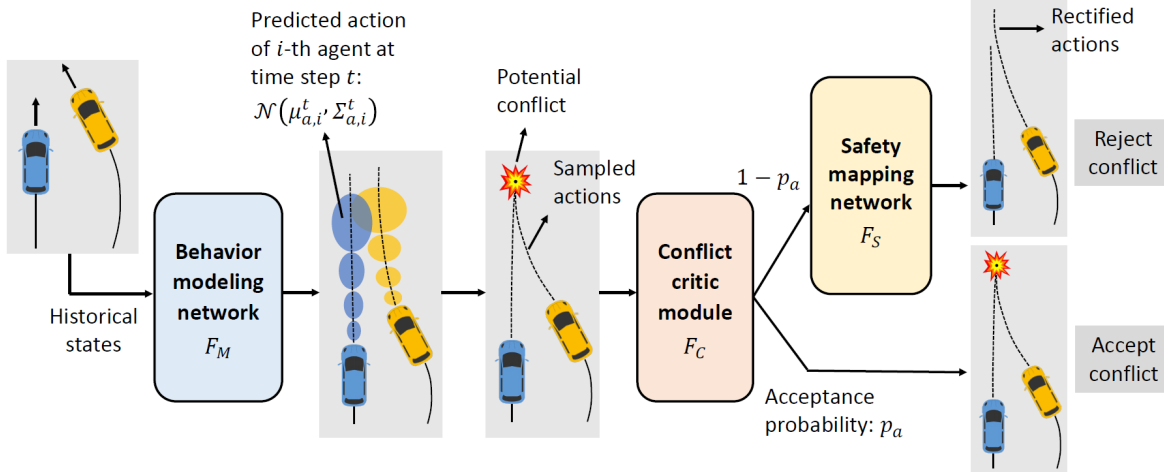 Predicted action
of i-th agent at
time step t:
𝒩(μ^t_{a,i}, Σ^t_{a,i})
Historical
states
Behavior
modeling
network
F_M
Potential
conflict
Sampled
actions
Conflict
critic
module
F_C
1 − p_a
Safety
mapping
network
F_S
Acceptance
probability: p_a
Rectified
actions
Reject
conflict
Accept
conflict